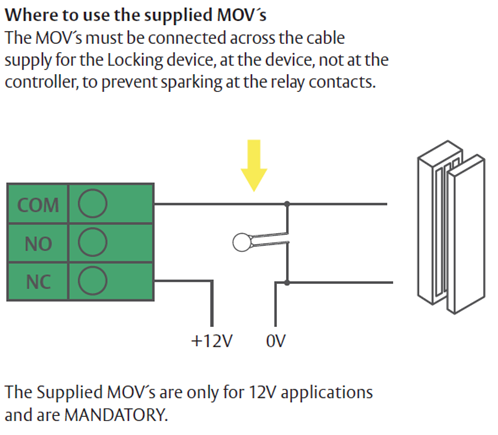 Where to use the supplied MOV´s
The MOV´s must be connected across the cable
supply for the Locking device, at the device, not at the
controller, to prevent sparking at the relay contacts.
COM
NO
NC
+12V 0V
The Supplied MOV´s are only for 12V applications
and are MANDATORY.